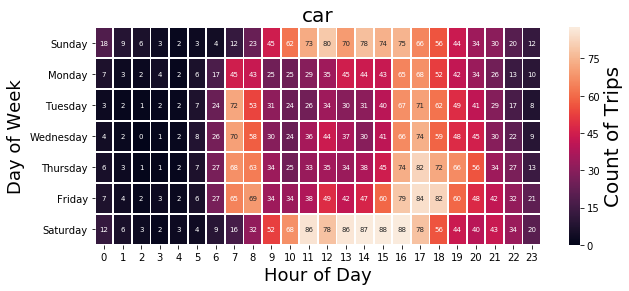 car
Sunday 18 9 6 3 2 3 4 12 23 45 62 73 80 70 78 74 75 66 56 44 34 30 20 12
Monday 7 3 2 4 2 6 17 45 43 25 25 29 35 45 44 43 65 68 52 42 34 26 13 10
Tuesday 3 2 1 2 2 7 24 72 53 31 24 26 34 30 31 40 67 71 62 49 41 29 17 8
Wednesday 4 2 0 1 2 8 26 70 58 30 24 36 44 37 30 41 66 74 59 48 45 30 22 9
Thursday 6 3 1 1 2 7 27 68 63 34 25 33 35 34 38 45 74 82 72 66 56 34 27 13
Friday 7 4 2 3 2 6 27 65 69 34 34 38 49 42 47 60 79 84 82 60 48 42 32 21
Saturday 12 6 3 2 3 4 9 16 32 52 68 86 78 86 87 88 88 78 56 44 40 43 34 20
0 1 2 3 4 5 6 7 8 9 10 11 12 13 14 15 16 17 18 19 20 21 22 23
Hour of Day
Day of Week
75
60
45
30
15
0
Count of Trips